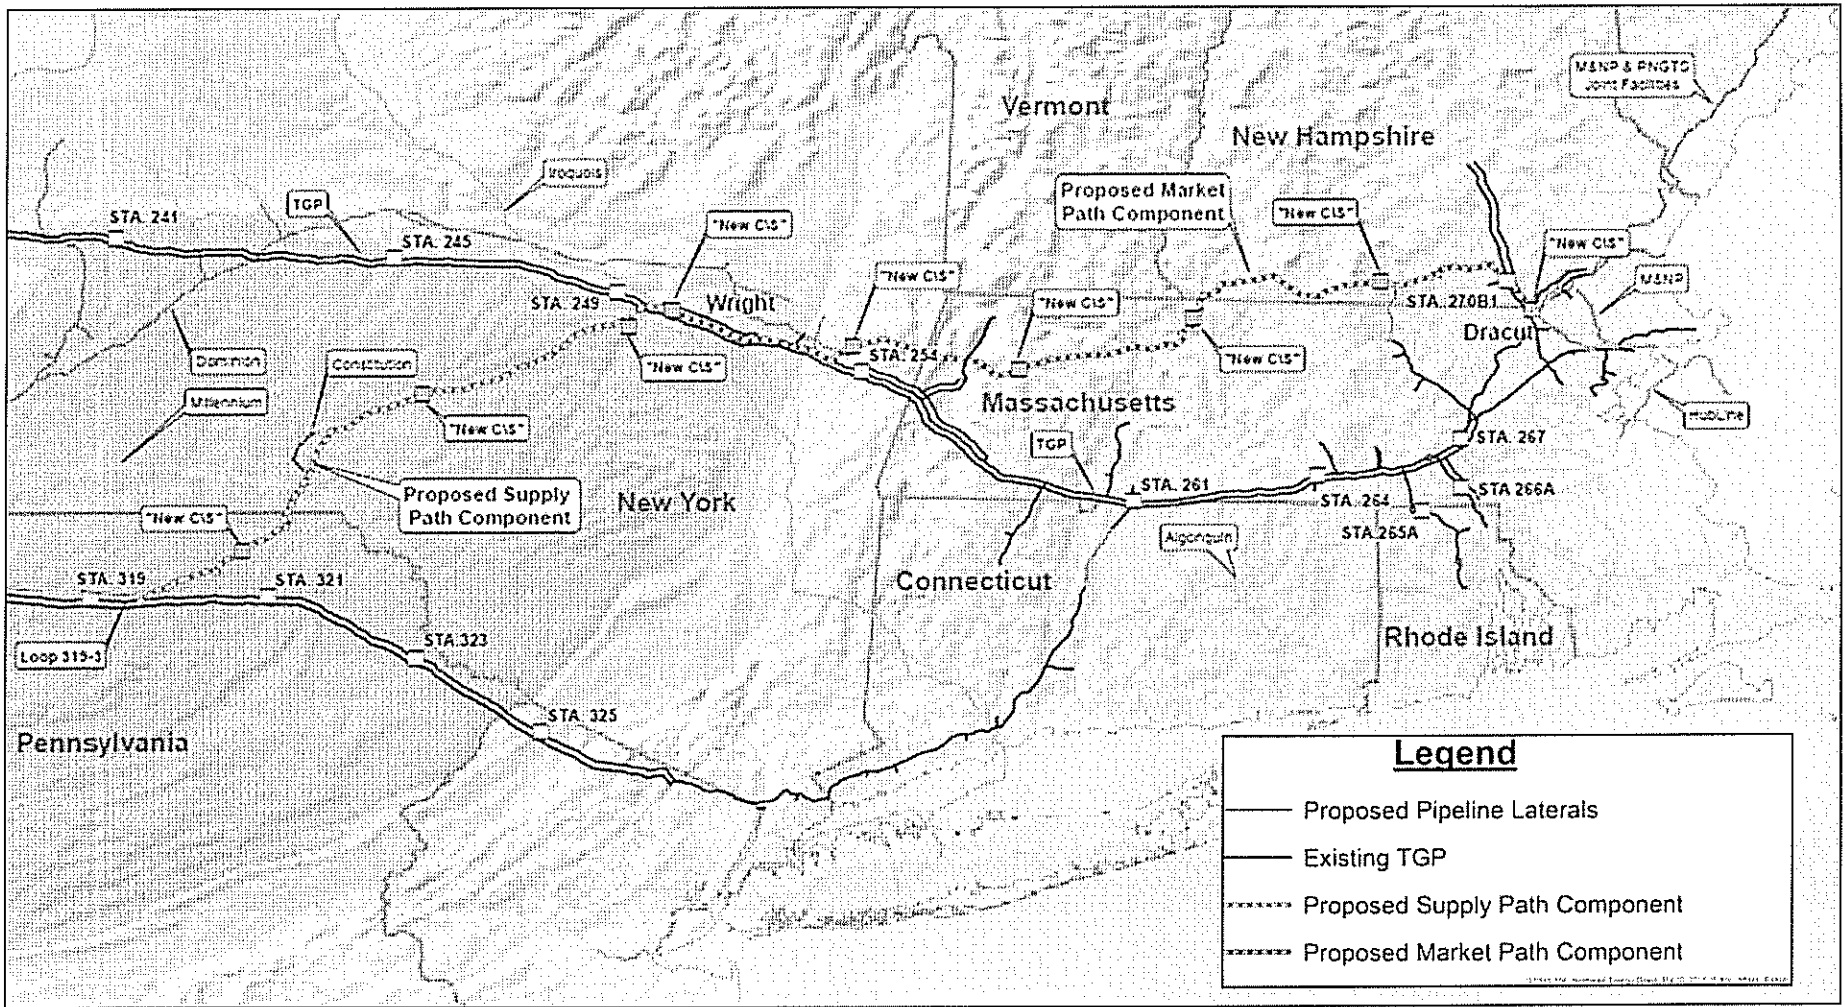 M&NP & PNGTS
Joint Facilities
Vermont
New Hampshire
Iroquois
Proposed Market
Path Component
"New C\S"
TGP
STA. 241
"New C\S"
STA. 245
"New C\S"
"New C\S"
M&NP
STA. 249
Wright
"New C\S"
STA. 270B1
Dracut
Dominion
Constitution
"New C\S"
STA. 254
"New C\S"
Millennium
"New C\S"
Massachusetts
HubLine
TGP
STA. 267
Proposed Supply
Path Component
New York
STA. 261
STA. 264
STA 266A
"New C\S"
Algonquin
STA.265A
STA. 319
STA. 321
Connecticut
Loop 319-3
STA.323
Rhode Island
STA. 325
Pennsylvania
Legend
Proposed Pipeline Laterals
Existing TGP
Proposed Supply Path Component
Proposed Market Path Component